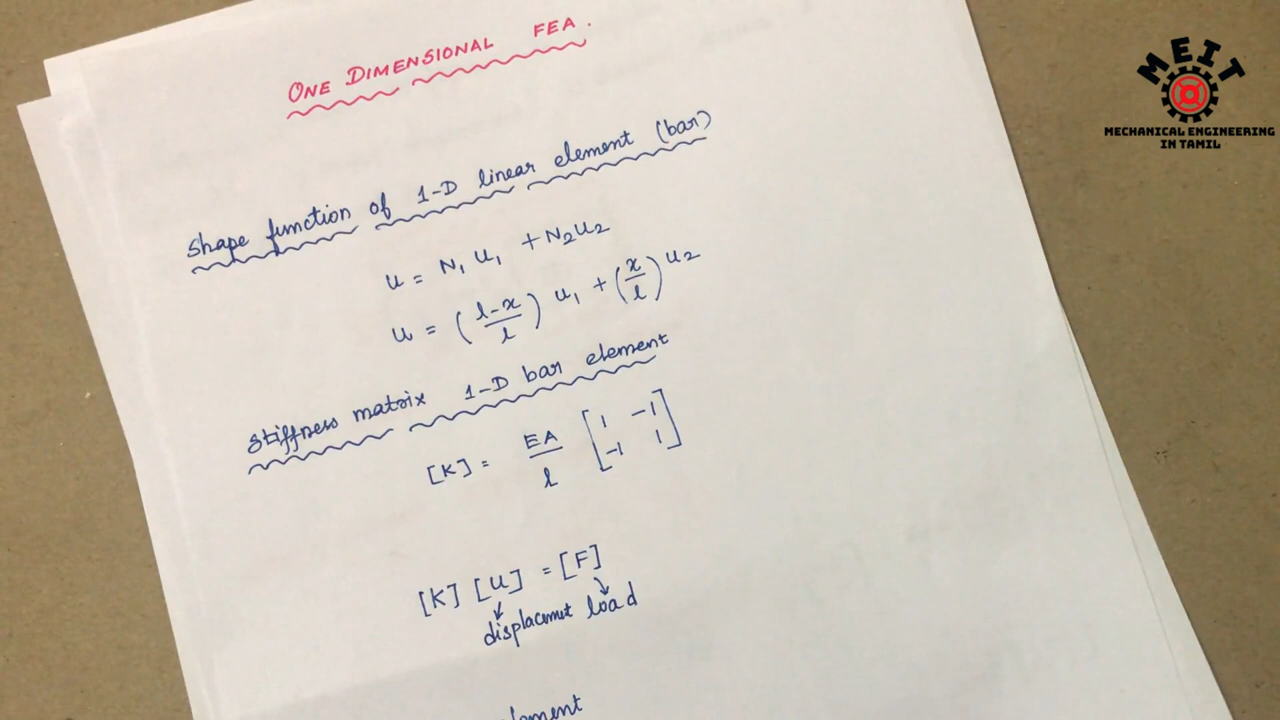 ONE DIMENSIONAL FEA.
shape function of 1-D linear element (bar)
u = N₁ u₁ + N₂u₂
u = (l-x/l) u₁ + (x/l) u₂
stiffness matrix 1-D bar element
[K] = EA/l [1 -1
-1 1]
[K] [u] = [F]
displacemet load
MEIT
MECHANICAL ENGINEERING
IN TAMIL